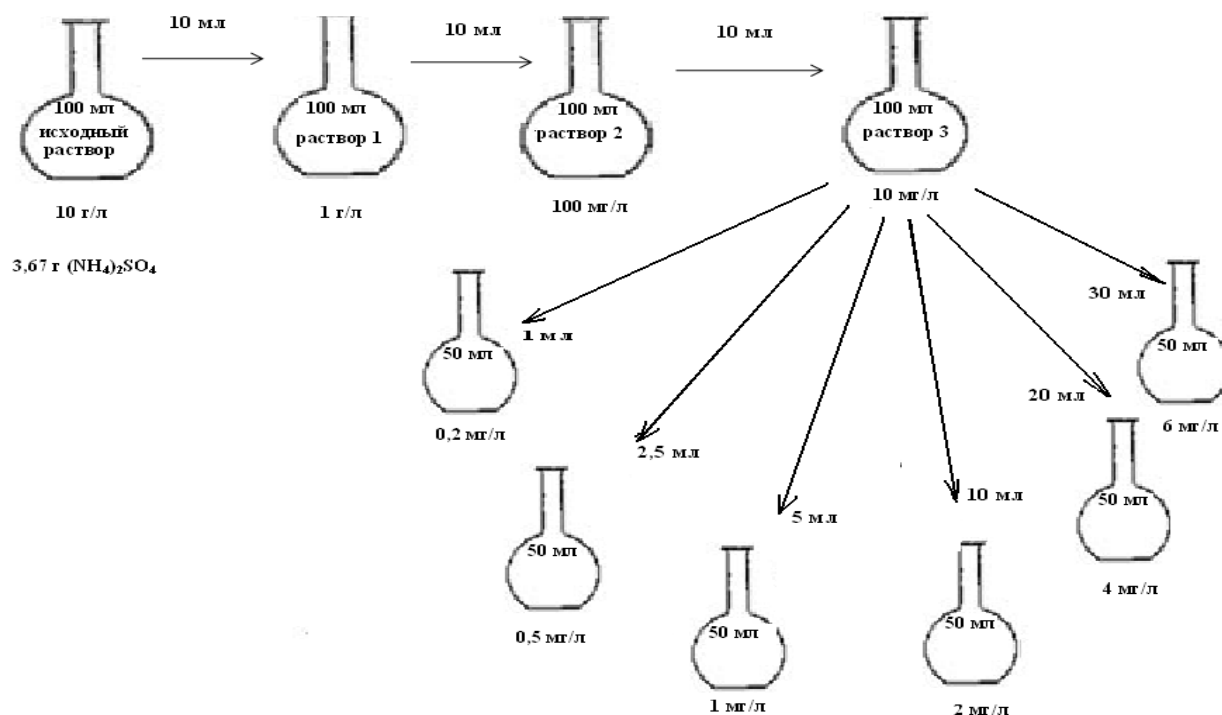 10 мл
10 мл
10 мл
100 мл
исходный
раствор
100 мл
раствор 1
100 мл
раствор 2
100 мл
раствор 3
10 г/л
1 г/л
100 мг/л
10 мг/л
3,67 г (NH₄)₂SO₄
30 мл
1 мл
50 мл
50 мл
20 мл
0,2 мг/л
6 мг/л
2,5 мл
10 мл
50 мл
5 мл
50 мл
4 мг/л
0,5 мг/л
50 мл
50 мл
1 мг/л
2 мг/л